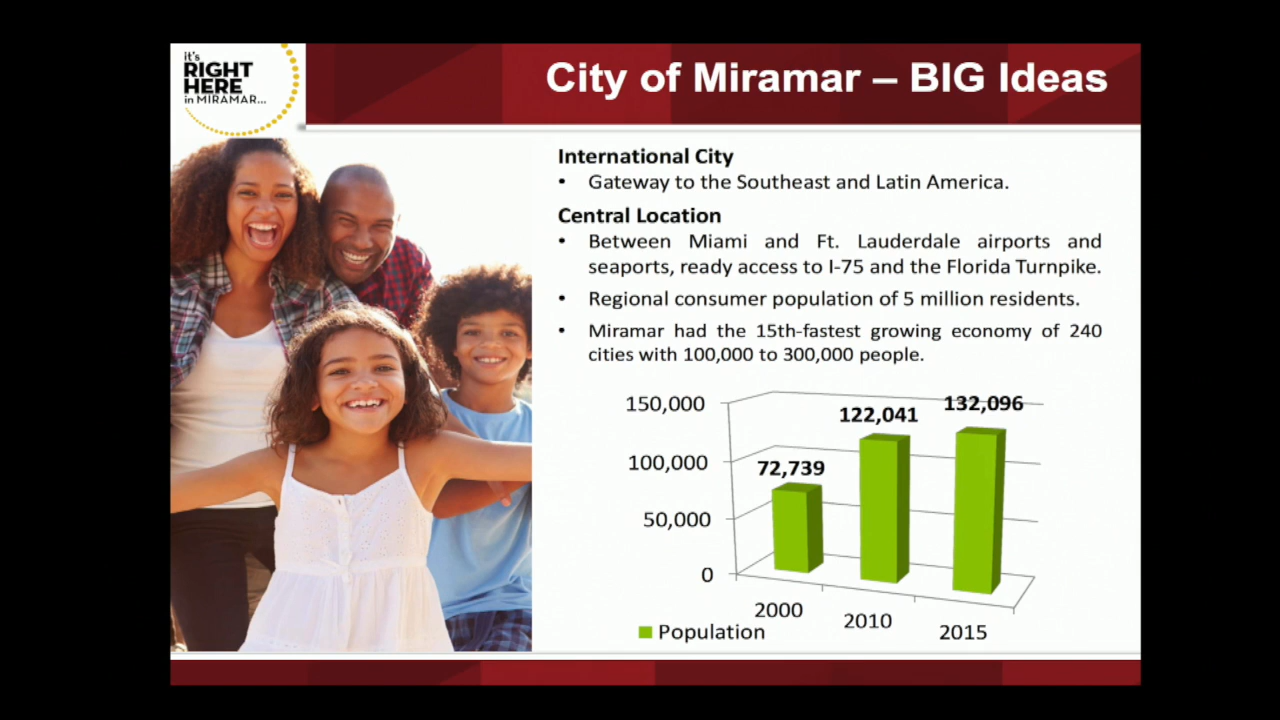 it's
RIGHT
HERE
in MIRAMAR...
City of Miramar – BIG Ideas
International City
• Gateway to the Southeast and Latin America.
Central Location
• Between Miami and Ft. Lauderdale airports and
seaports, ready access to I-75 and the Florida Turnpike.
• Regional consumer population of 5 million residents.
• Miramar had the 15th-fastest growing economy of 240
cities with 100,000 to 300,000 people.
150,000
100,000
50,000
0
72,739
122,041
132,096
2000
2010
2015
Population